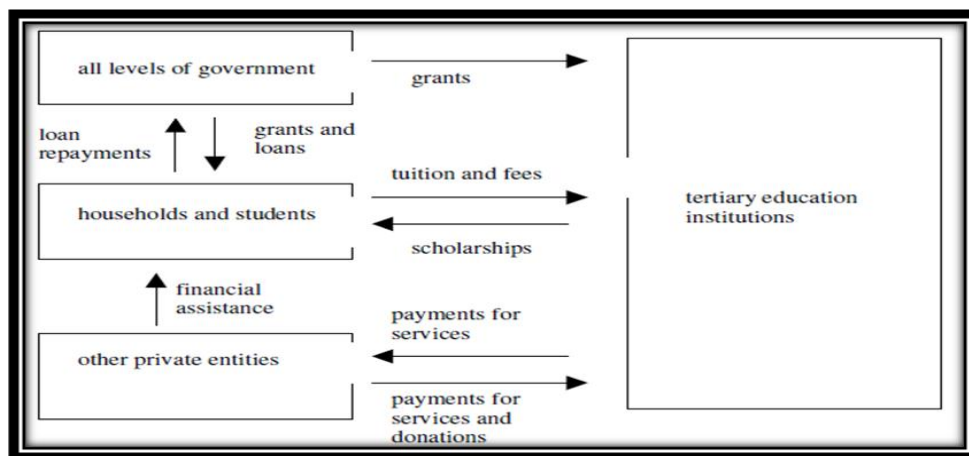 all levels of government
grants
loan
repayments
grants and
loans
tuition and fees
households and students
tertiary education
institutions
scholarships
financial
assistance
payments for
services
other private entities
payments for
services and
donations